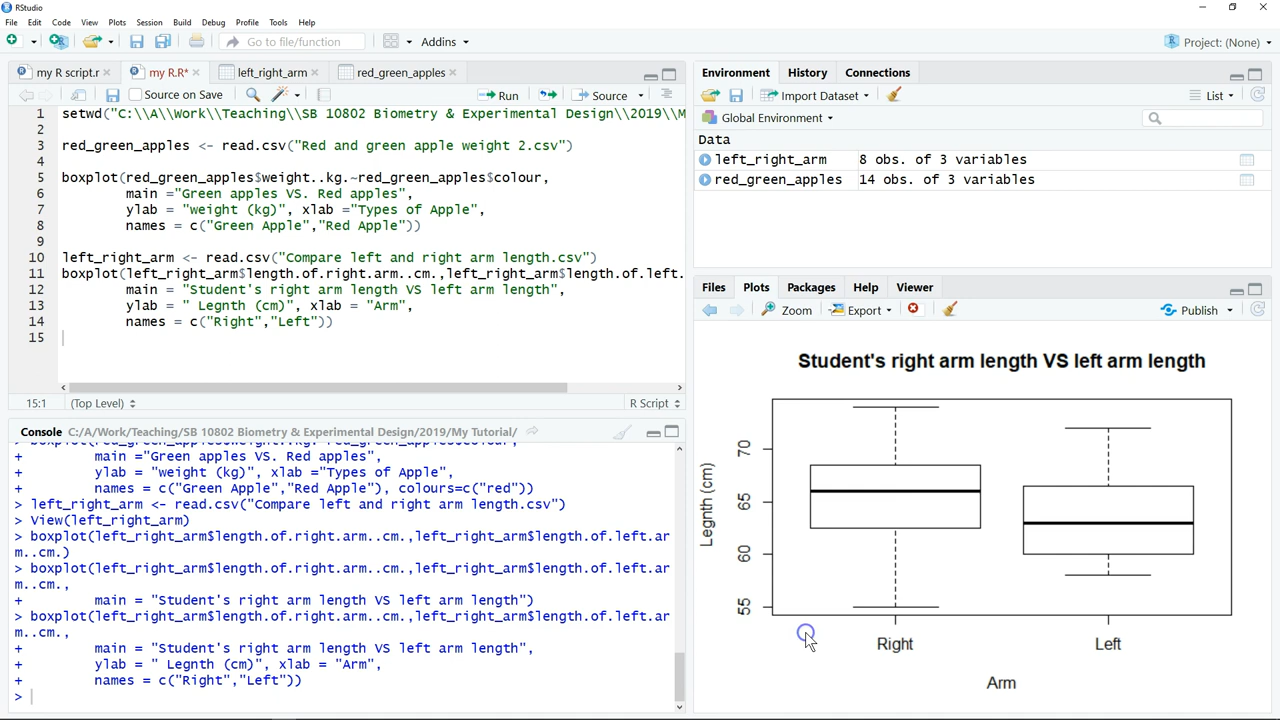 RStudio
File Edit Code View Plots Session Build Debug Profile Tools Help
Go to file/function Addins Project: (None)
my R script.r my R.R* left_right_arm red_green_apples
Source on Save Run Source
1 setwd("C:\\A\\Work\\Teaching\\SB 10802 Biometry & Experimental Design\\2019\\M
2
3 red_green_apples <- read.csv("Red and green apple weight 2.csv")
4
5 boxplot(red_green_apples$weight..kg.~red_green_apples$colour,
6 main ="Green apples VS. Red apples",
7 ylab = "weight (kg)", xlab ="Types of Apple",
8 names = c("Green Apple","Red Apple"))
9
10 left_right_arm <- read.csv("Compare left and right arm length.csv")
11 boxplot(left_right_arm$length.of.right.arm..cm.,left_right_arm$length.of.left.
12 main = "Student's right arm length VS left arm length",
13 ylab = " Legnth (cm)", xlab = "Arm",
14 names = c("Right","Left"))
15
15:1 (Top Level) R Script
Console C:/A/Work/Teaching/SB 10802 Biometry & Experimental Design/2019/My Tutorial/
> boxplot(red_green_apples$weight..kg.~red_green_apples$colour,
+ main ="Green apples VS. Red apples",
+ ylab = "weight (kg)", xlab ="Types of Apple",
+ names = c("Green Apple","Red Apple"), colours=c("red"))
> left_right_arm <- read.csv("Compare left and right arm length.csv")
> View(left_right_arm)
> boxplot(left_right_arm$length.of.right.arm..cm.,left_right_arm$length.of.left.ar
m..cm.)
> boxplot(left_right_arm$length.of.right.arm..cm.,left_right_arm$length.of.left.ar
m..cm.,
+ main = "Student's right arm length VS left arm length")
> boxplot(left_right_arm$length.of.right.arm..cm.,left_right_arm$length.of.left.ar
m..cm.,
+ main = "Student's right arm length VS left arm length",
+ ylab = " Legnth (cm)", xlab = "Arm",
+ names = c("Right","Left"))
>
Environment History Connections
Import Dataset List
Global Environment
Data
left_right_arm 8 obs. of 3 variables
red_green_apples 14 obs. of 3 variables
Files Plots Packages Help Viewer
Zoom Export Publish
Student's right arm length VS left arm length
Legnth (cm)
70
65
60
55
Right Left
Arm